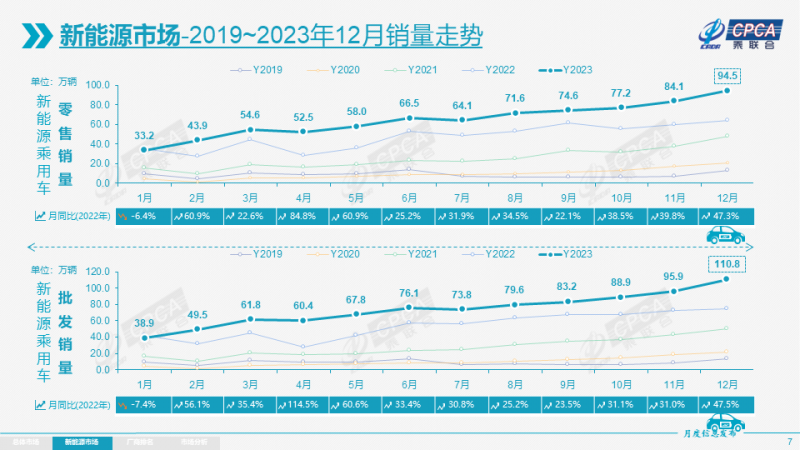 新能源市场-2019~2023年12月销量走势
CPCA
乘联合
单位：万辆
Y2019 Y2020 Y2021 Y2022 Y2023
新能源乘用车
零售销量
100.0
80.0
60.0
40.0
20.0
0.0
33.2 43.9 54.6 52.5 58.0 66.5 64.1 71.6 74.6 77.2 84.1 94.5
1月 2月 3月 4月 5月 6月 7月 8月 9月 10月 11月 12月
月同比(2022年) -6.4% 60.9% 22.6% 84.8% 60.9% 25.2% 31.9% 34.5% 22.1% 38.5% 39.8% 47.3%
单位：万辆
Y2019 Y2020 Y2021 Y2022 Y2023
新能源乘用车
批发销量
120.0
100.0
80.0
60.0
40.0
20.0
0.0
38.9 49.5 61.8 60.4 67.8 76.1 73.8 79.6 83.2 88.9 95.9 110.8
1月 2月 3月 4月 5月 6月 7月 8月 9月 10月 11月 12月
月同比(2022年) -7.4% 56.1% 35.4% 114.5% 60.6% 33.4% 30.8% 25.2% 23.5% 31.1% 31.0% 47.5%
新能源市场
月度信息发布
7